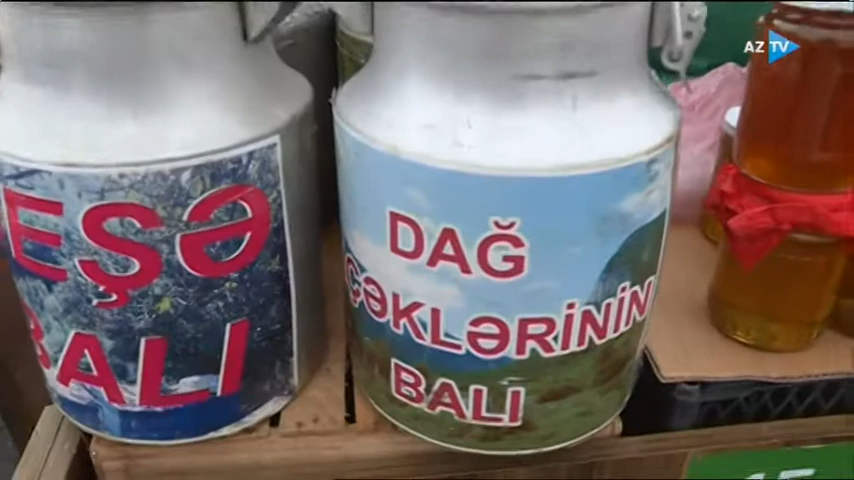 AZ TV
EŞƏ
BALI
DAĞ
ÇƏKLƏRİNİN
BALI